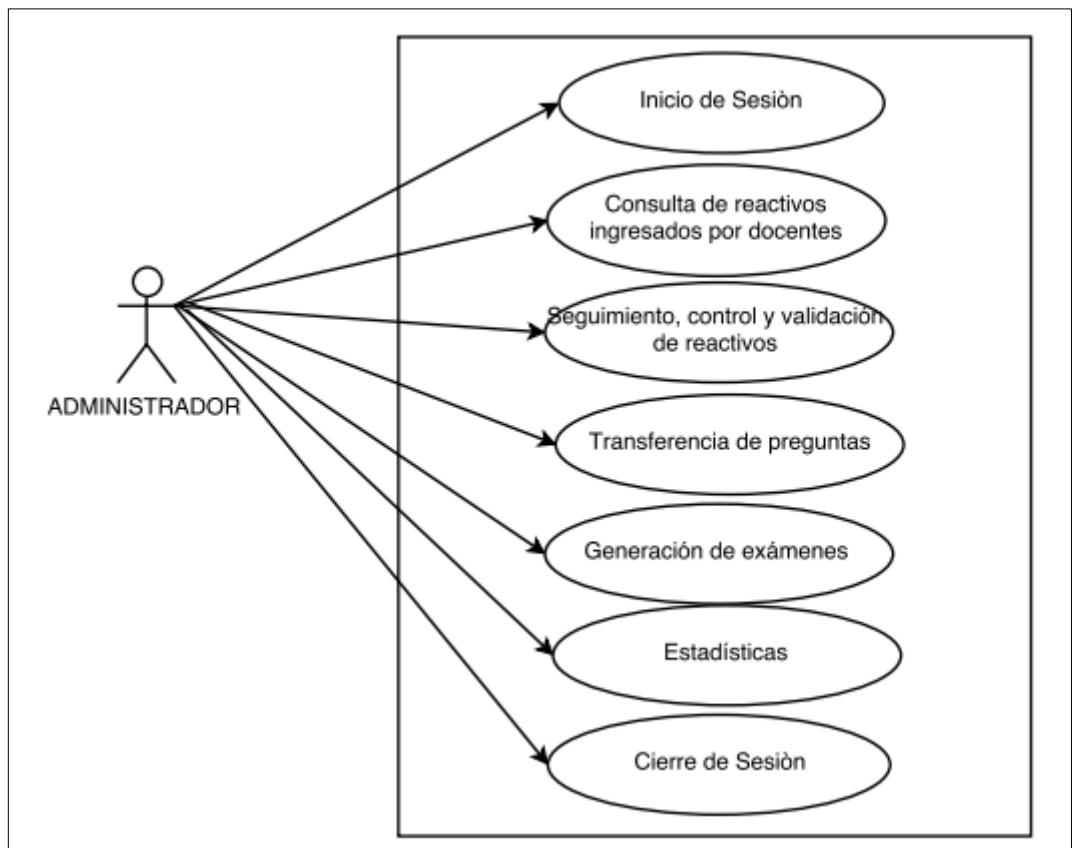 Inicio de Sesiòn
Consulta de reactivos
ingresados por docentes
Seguimiento, control y validación
de reactivos
ADMINISTRADOR
Transferencia de preguntas
Generación de exámenes
Estadísticas
Cierre de Sesiòn